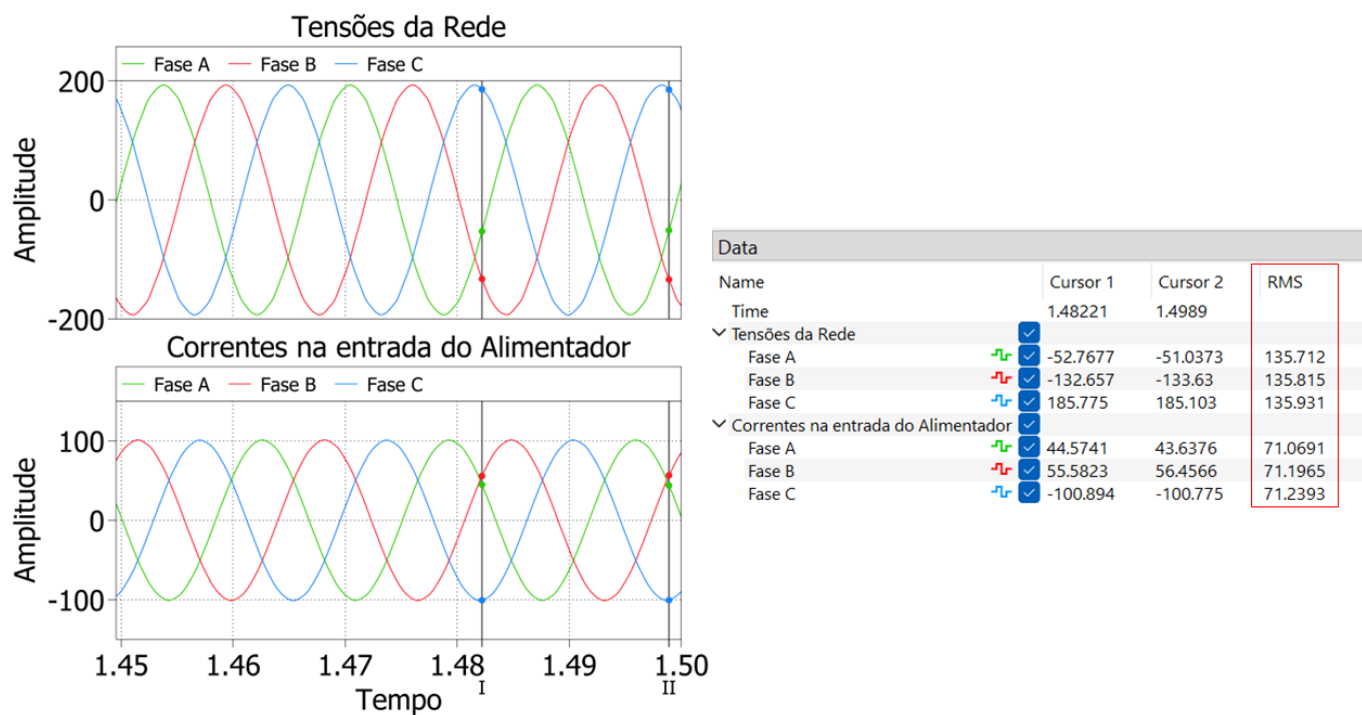 Tensões da Rede
Fase A Fase B Fase C
200
0
-200
Amplitude
Correntes na entrada do Alimentador
Fase A Fase B Fase C
100
0
-100
Amplitude
1.45 1.46 1.47 1.48 1.49 1.50
I II
Tempo
Data
Name Cursor 1 Cursor 2 RMS
Time 1.48221 1.4989
Tensões da Rede
Fase A -52.7677 -51.0373 135.712
Fase B -132.657 -133.63 135.815
Fase C 185.775 185.103 135.931
Correntes na entrada do Alimentador
Fase A 44.5741 43.6376 71.0691
Fase B 55.5823 56.4566 71.1965
Fase C -100.894 -100.775 71.2393